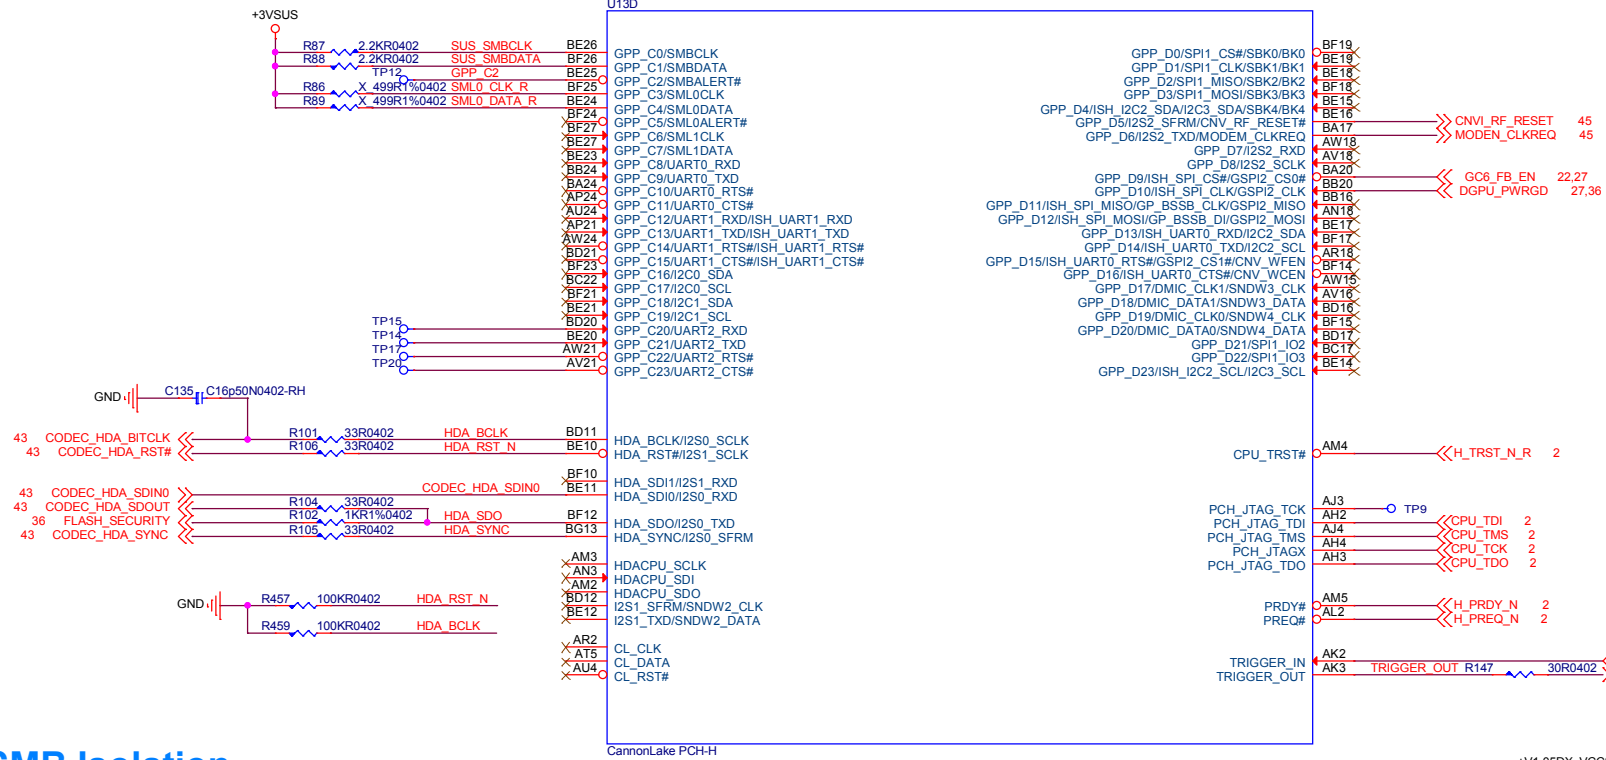 U13D
+3VSUS
R87 2.2KR0402 SUS_SMBCLK BE26 GPP_C0/SMBCLK
R88 2.2KR0402 SUS_SMBDATA BF26 GPP_C1/SMBDATA
TP12 GPP_C2 BE25 GPP_C2/SMBALERT#
R86 X_499R1%0402 SML0_CLK_R BF25 GPP_C3/SML0CLK
R89 X_499R1%0402 SML0_DATA_R BE24 GPP_C4/SML0DATA
BF24 GPP_C5/SML0ALERT#
BF27 GPP_C6/SML1CLK
BE27 GPP_C7/SML1DATA
BE23 GPP_C8/UART0_RXD
BB24 GPP_C9/UART0_TXD
BA24 GPP_C10/UART0_RTS#
AP24 GPP_C11/UART0_CTS#
AU24 GPP_C12/UART1_RXD/ISH_UART1_RXD
AP21 GPP_C13/UART1_TXD/ISH_UART1_TXD
AW24 GPP_C14/UART1_RTS#/ISH_UART1_RTS#
BD21 GPP_C15/UART1_CTS#/ISH_UART1_CTS#
BF23 GPP_C16/I2C0_SDA
BC22 GPP_C17/I2C0_SCL
BF21 GPP_C18/I2C1_SDA
BE21 GPP_C19/I2C1_SCL
TP15 BD20 GPP_C20/UART2_RXD
TP14 BE20 GPP_C21/UART2_TXD
TP17 AW21 GPP_C22/UART2_RTS#
TP20 AV21 GPP_C23/UART2_CTS#
GND C135 C16p50N0402-RH
43 CODEC_HDA_BITCLK R101 33R0402 HDA_BCLK BD11 HDA_BCLK/I2S0_SCLK
43 CODEC_HDA_RST# R106 33R0402 HDA_RST_N BE10 HDA_RST#/I2S1_SCLK
BF10 HDA_SDI1/I2S1_RXD
43 CODEC_HDA_SDIN0 CODEC_HDA_SDIN0 BE11 HDA_SDI0/I2S0_RXD
43 CODEC_HDA_SDOUT R104 33R0402
36 FLASH_SECURITY R102 1KR1%0402 HDA_SDO BF12 HDA_SDO/I2S0_TXD
43 CODEC_HDA_SYNC R105 33R0402 HDA_SYNC BG13 HDA_SYNC/I2S0_SFRM
AM3 HDACPU_SCLK
AN3 HDACPU_SDI
AM2 HDACPU_SDO
BD12 I2S1_SFRM/SNDW2_CLK
BE12 I2S1_TXD/SNDW2_DATA
GND R457 100KR0402 HDA_RST_N
R459 100KR0402 HDA_BCLK
AR2 CL_CLK
AT5 CL_DATA
AU4 CL_RST#
GPP_D0/SPI1_CS#/SBK0/BK0 BF19
GPP_D1/SPI1_CLK/SBK1/BK1 BE19
GPP_D2/SPI1_MISO/SBK2/BK2 BE18
GPP_D3/SPI1_MOSI/SBK3/BK3 BF18
GPP_D4/ISH_I2C2_SDA/I2C3_SDA/SBK4/BK4 BE15
GPP_D5/I2S2_SFRM/CNV_RF_RESET# BE16 CNVI_RF_RESET 45
GPP_D6/I2S2_TXD/MODEM_CLKREQ BA17 MODEN_CLKREQ 45
GPP_D7/I2S2_RXD AW18
GPP_D8/I2S2_SCLK AV18
GPP_D9/ISH_SPI_CS#/GSPI2_CS0# BA20 GC6_FB_EN 22,27
GPP_D10/ISH_SPI_CLK/GSPI2_CLK BB20 DGPU_PWRGD 27,36
GPP_D11/ISH_SPI_MISO/GP_BSSB_CLK/GSPI2_MISO BB16
GPP_D12/ISH_SPI_MOSI/GP_BSSB_DI/GSPI2_MOSI AN18
GPP_D13/ISH_UART0_RXD/I2C2_SDA BE17
GPP_D14/ISH_UART0_TXD/I2C2_SCL BF17
GPP_D15/ISH_UART0_RTS#/GSPI2_CS1#/CNV_WFEN AR18
GPP_D16/ISH_UART0_CTS#/CNV_WCEN BF14
GPP_D17/DMIC_CLK1/SNDW3_CLK AW15
GPP_D18/DMIC_DATA1/SNDW3_DATA AV16
GPP_D19/DMIC_CLK0/SNDW4_CLK BD16
GPP_D20/DMIC_DATA0/SNDW4_DATA BF15
GPP_D21/SPI1_IO2 BD17
GPP_D22/SPI1_IO3 BC17
GPP_D23/ISH_I2C2_SCL/I2C3_SCL BE14
CPU_TRST# AM4 H_TRST_N_R 2
PCH_JTAG_TCK AJ3 TP9
PCH_JTAG_TDI AH2 CPU_TDI 2
PCH_JTAG_TMS AJ4 CPU_TMS 2
PCH_JTAGX AH4 CPU_TCK 2
PCH_JTAG_TDO AH3 CPU_TDO 2
PRDY# AM5 H_PRDY_N 2
PREQ# AL2 H_PREQ_N 2
TRIGGER_IN AK2
TRIGGER_OUT AK3 TRIGGER_OUT R147 30R0402
CannonLake PCH-H